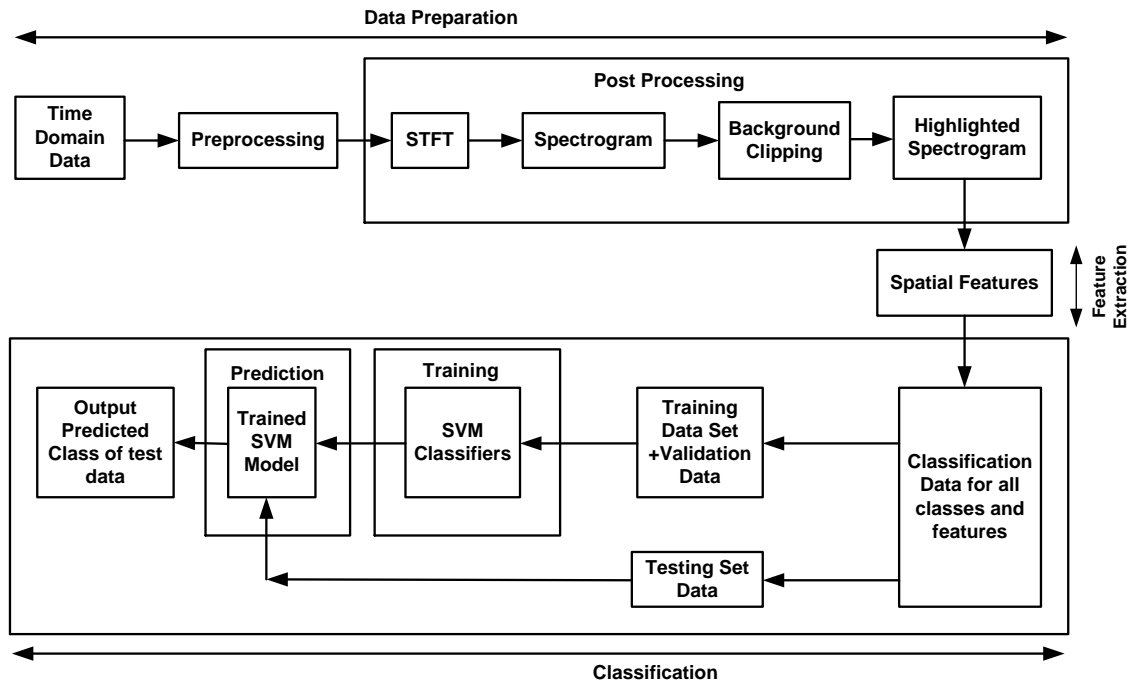 Data Preparation
Post Processing
Time
Domain
Data
Preprocessing
STFT
Spectrogram
Background
Clipping
Highlighted
Spectrogram
Spatial Features
Feature
Extraction
Prediction
Training
Output
Predicted
Class of test
data
Trained
SVM
Model
SVM
Classifiers
Training
Data Set
+Validation
Data
Classification
Data for all
classes and
features
Testing Set
Data
Classification